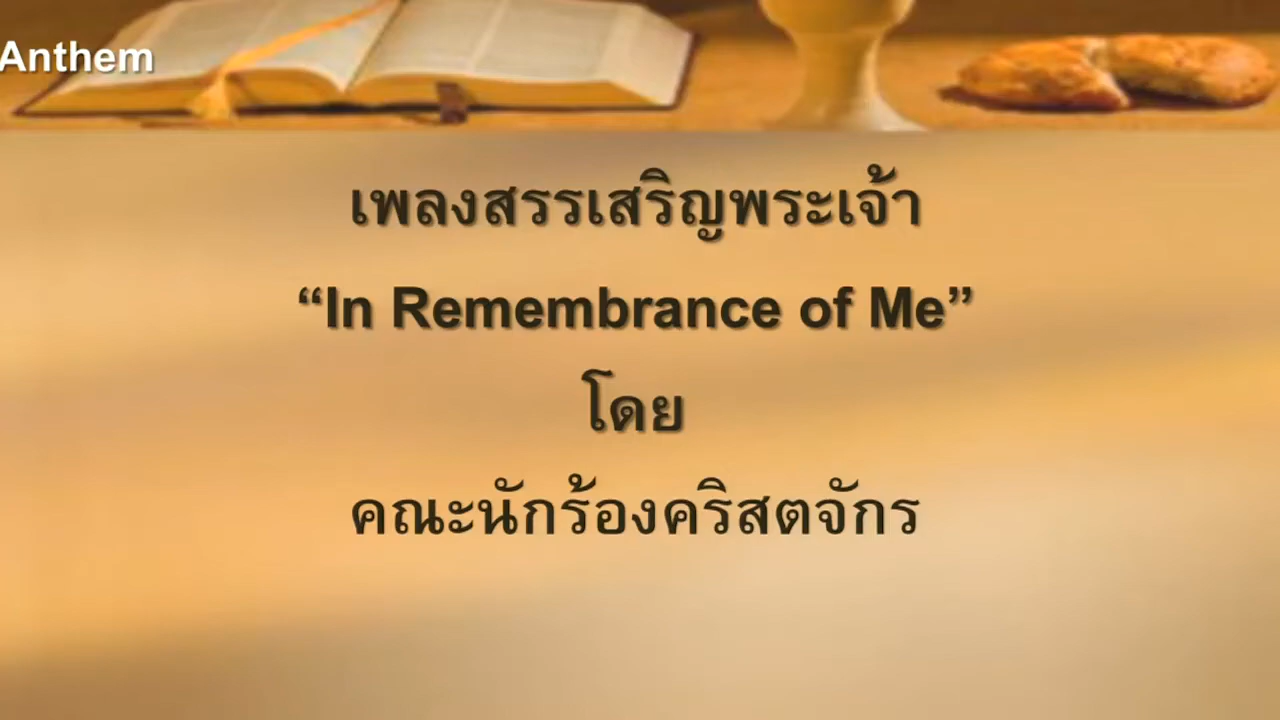 Anthem
เพลงสรรเสริญพระเจ้า
“In Remembrance of Me”
โดย
คณะนักร้องคริสตจักร